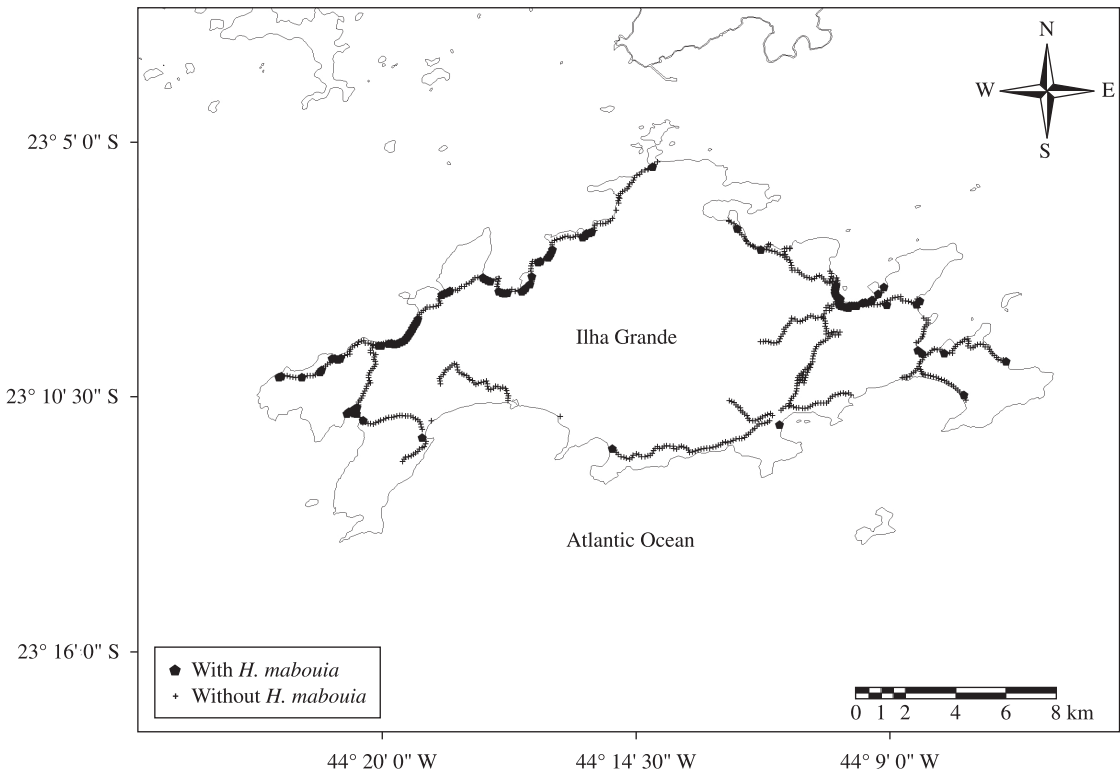 N
W E
S
23° 5' 0" S
Ilha Grande
23° 10' 30" S
Atlantic Ocean
23° 16' 0" S
With H. mabouia
Without H. mabouia
0 1 2 4 6 8 km
44° 20' 0" W 44° 14' 30" W 44° 9' 0" W